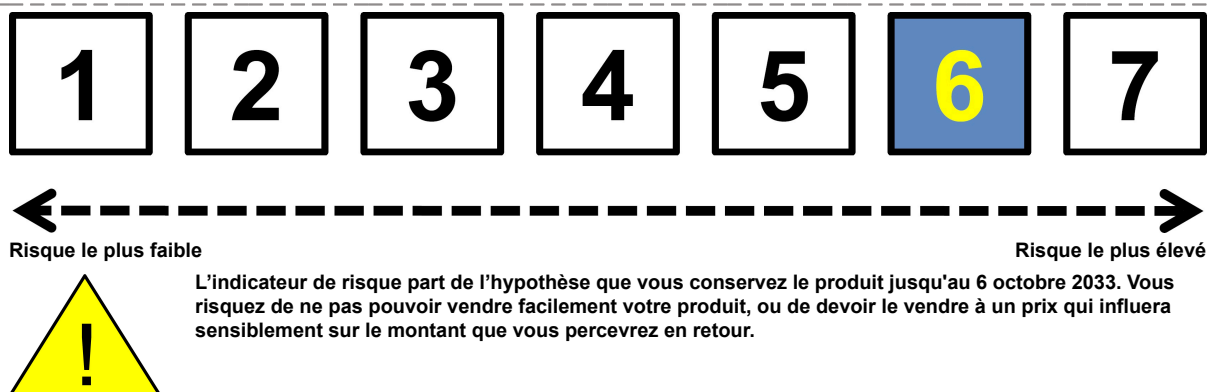 1 2 3 4 5 6 7
Risque le plus faible Risque le plus élevé
L’indicateur de risque part de l’hypothèse que vous conservez le produit jusqu'au 6 octobre 2033. Vous
risquez de ne pas pouvoir vendre facilement votre produit, ou de devoir le vendre à un prix qui influera
sensiblement sur le montant que vous percevrez en retour.
!